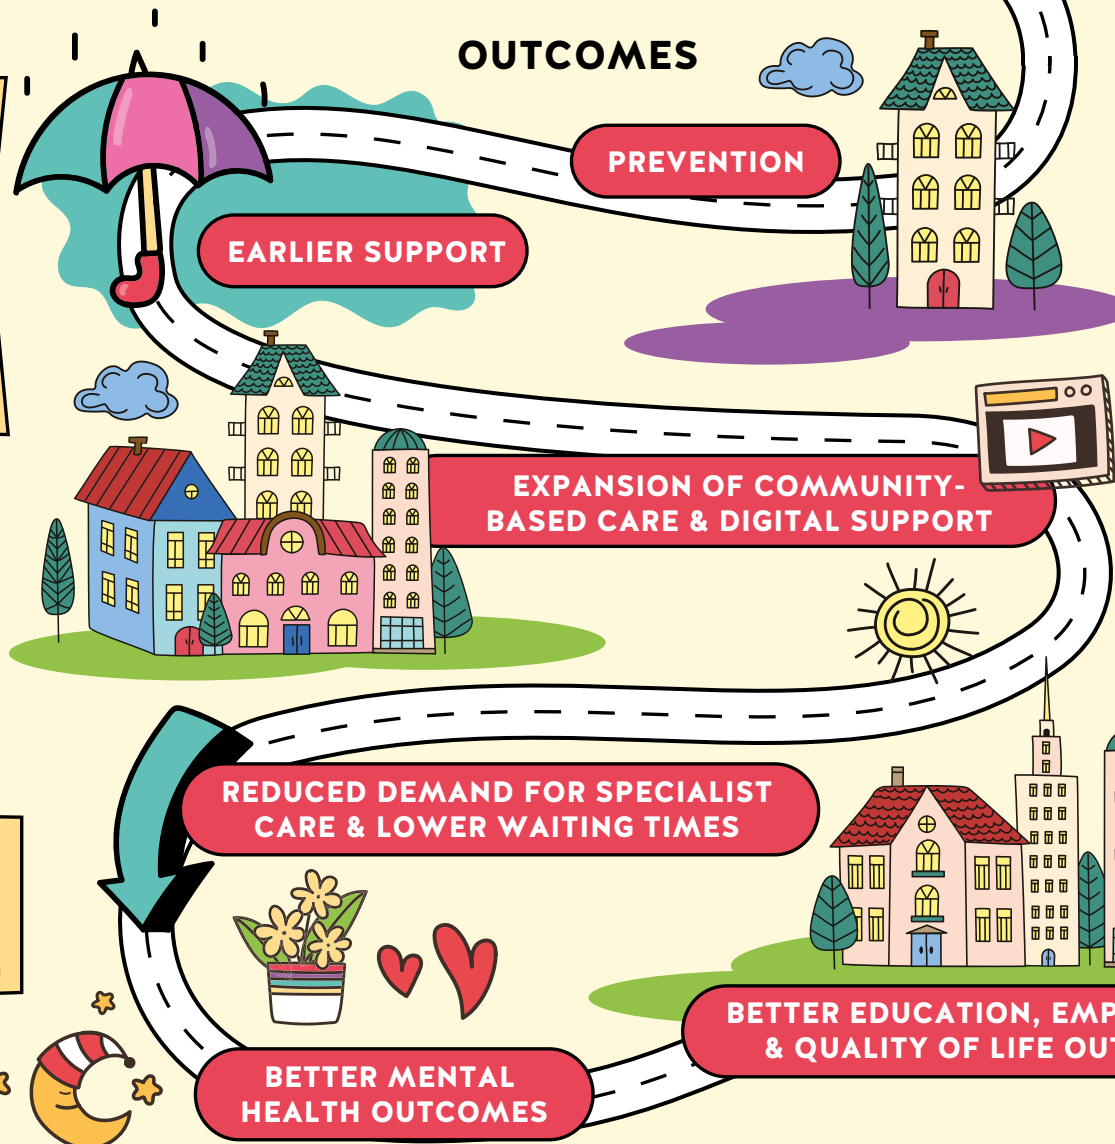 OUTCOMES
PREVENTION
EARLIER SUPPORT
EXPANSION OF COMMUNITY-
BASED CARE & DIGITAL SUPPORT
REDUCED DEMAND FOR SPECIALIST
CARE & LOWER WAITING TIMES
BETTER EDUCATION,
& QUALITY OF LIFE
BETTER MENTAL
HEALTH OUTCOMES